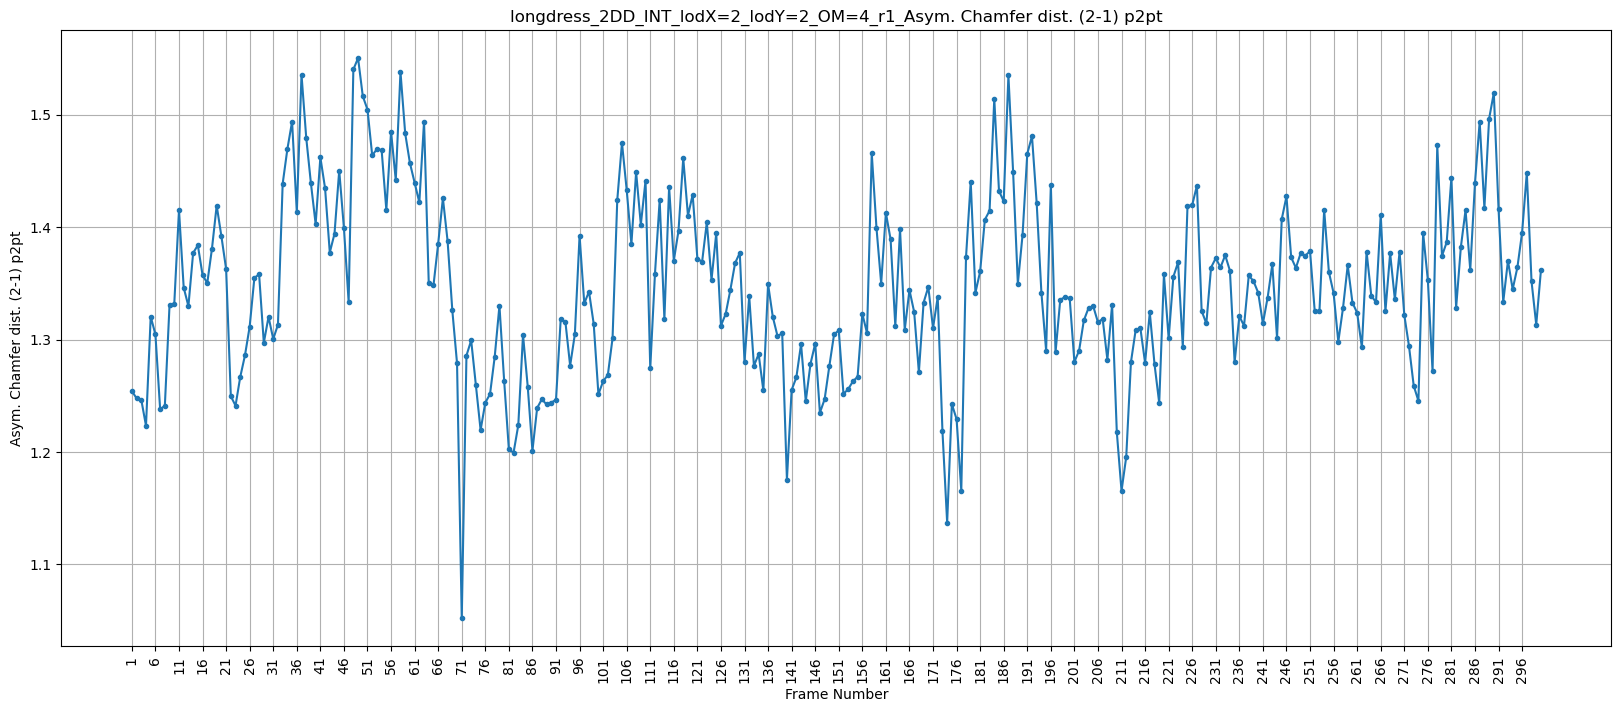 longdress_2DD_INT_lodX=2_lodY=2_OM=4_r1_Asym. Chamfer dist. (2-1) p2pt
Asym. Chamfer dist. (2-1) p2pt
1.5
1.4
1.3
1.2
1.1
1 6 11 16 21 26 31 36 41 46 51 56 61 66 71 76 81 86 91 96 101 106 111 116 121 126 131 136 141 146 151 156 161 166 171 176 181 186 191 196 201 206 211 216 221 226 231 236 241 246 251 256 261 266 271 276 281 286 291 296
Frame Number